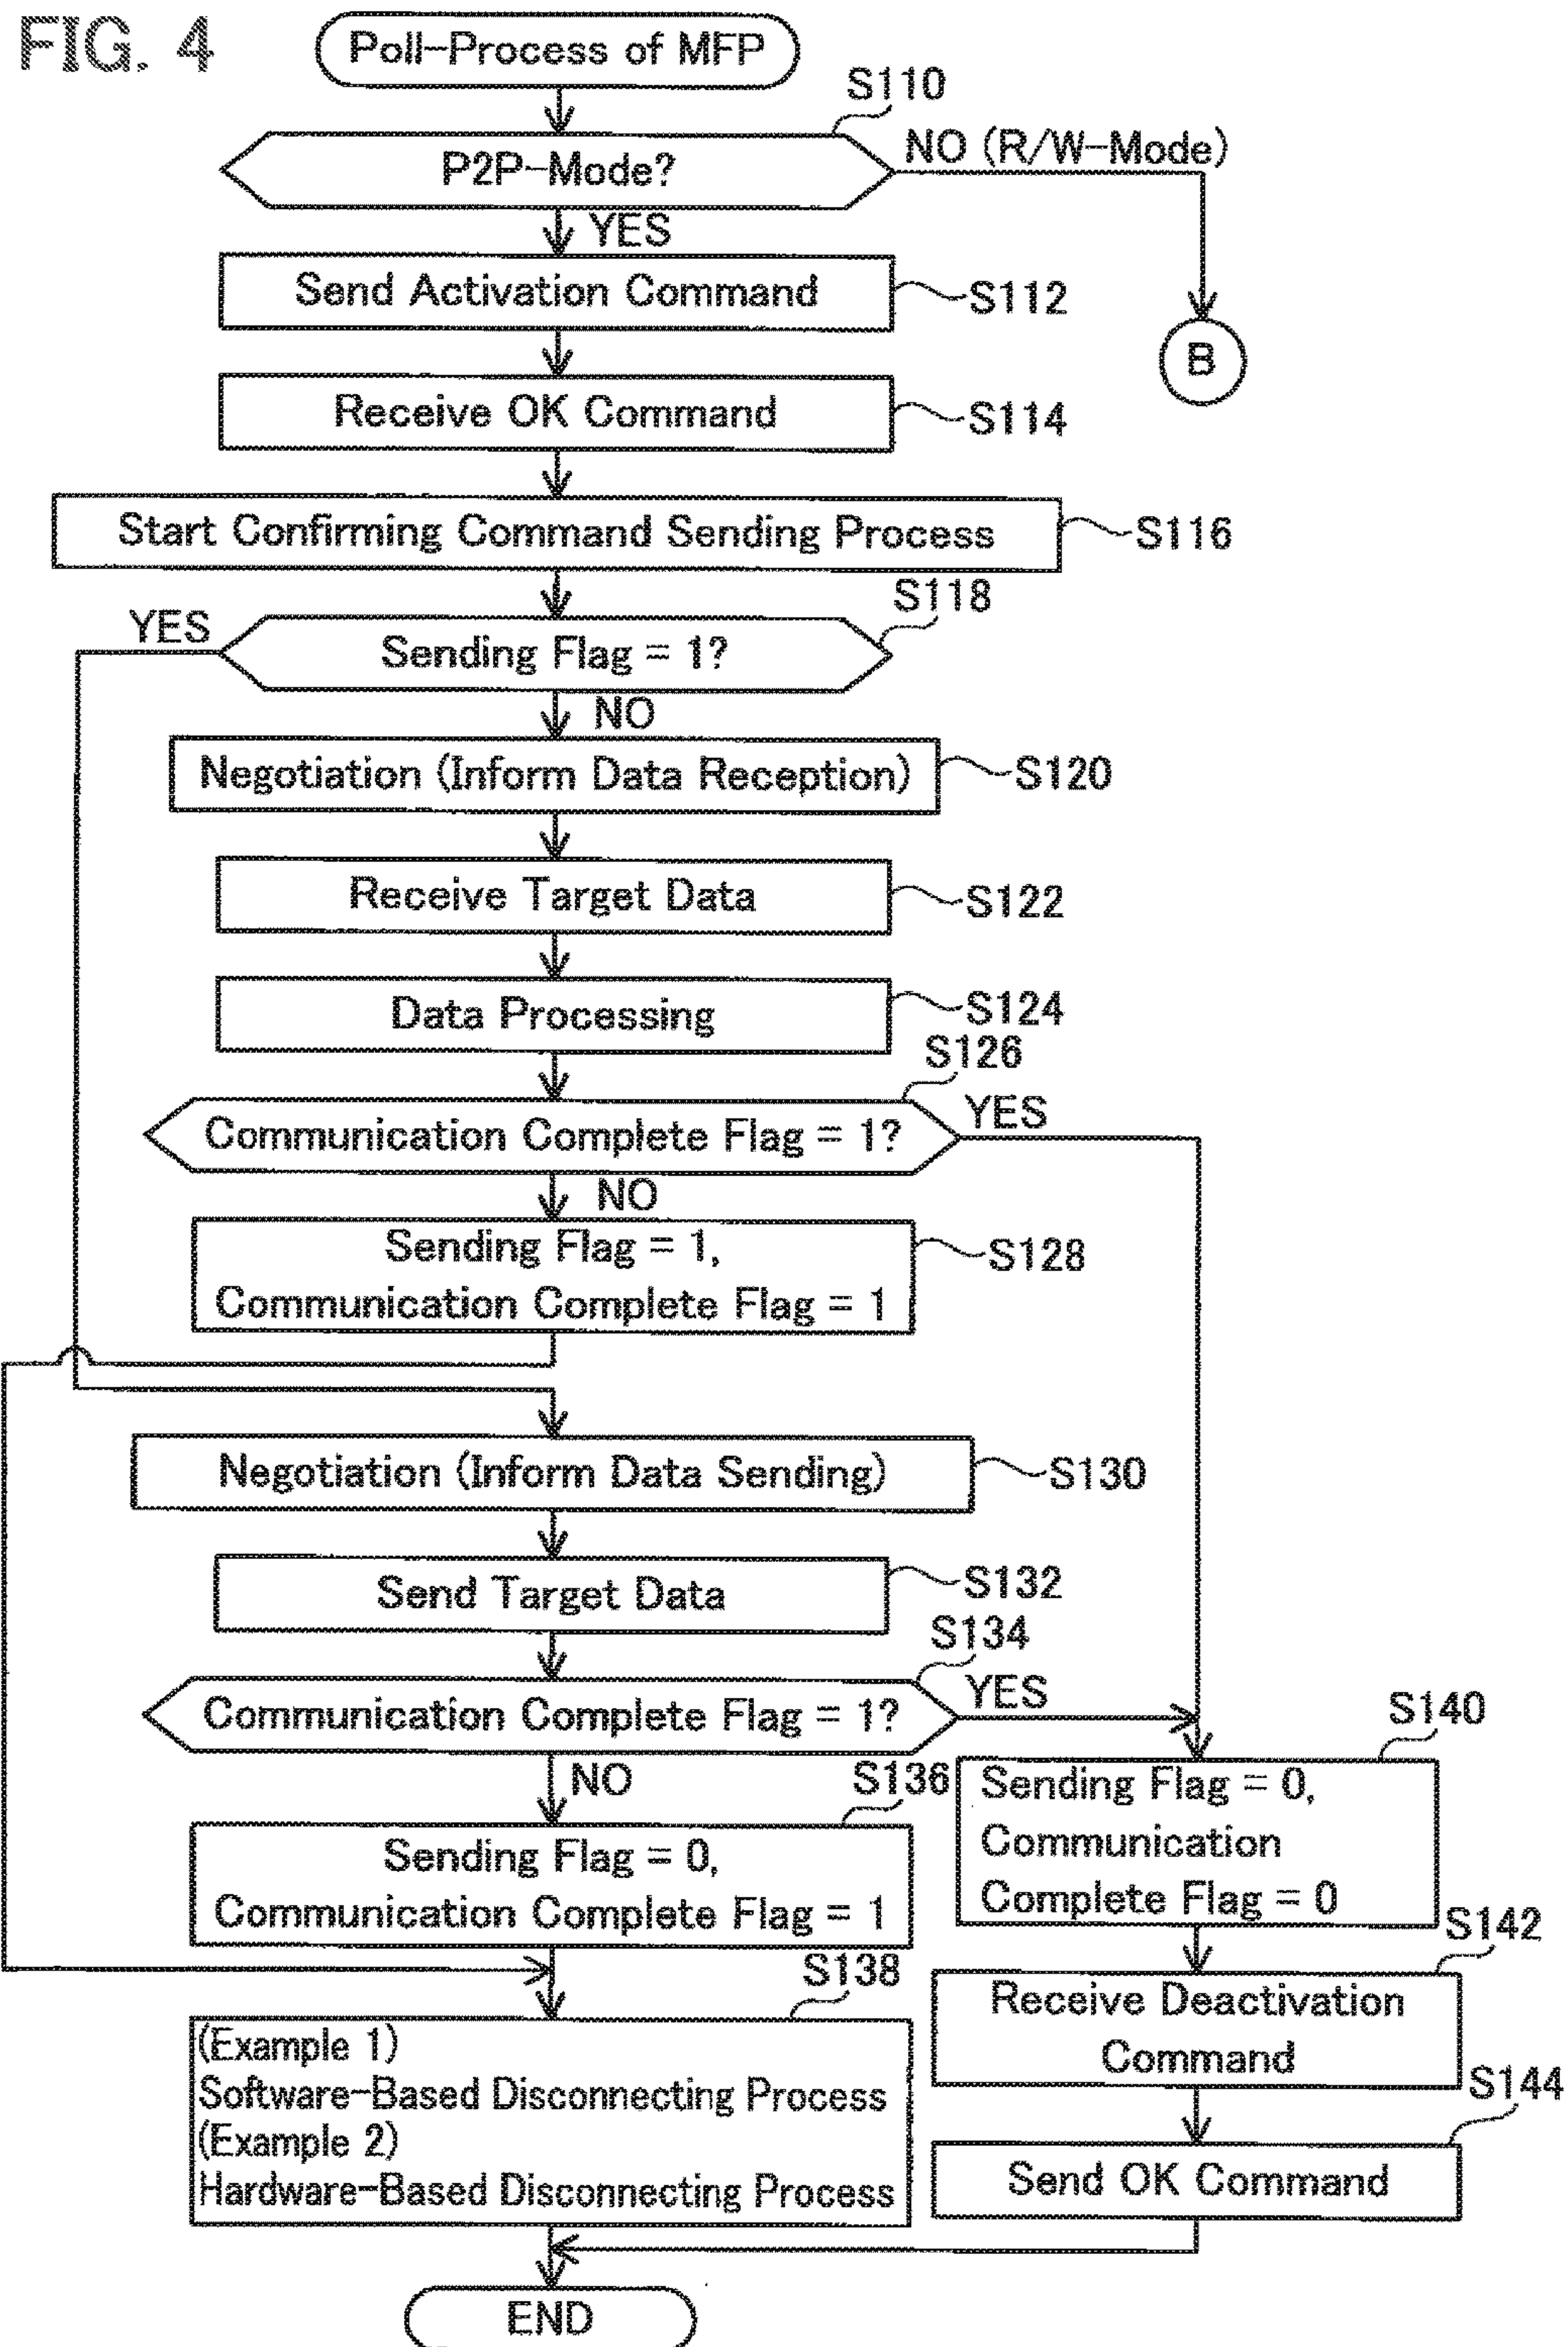 FIG. 4
Poll-Process of MFP
S110
P2P-Mode?
NO (R/W-Mode)
YES
Send Activation Command
S112
B
Receive OK Command
S114
Start Confirming Command Sending Process
S116
S118
YES
Sending Flag = 1?
NO
Negotiation (Inform Data Reception)
S120
Receive Target Data
S122
Data Processing
S124
S126
Communication Complete Flag = 1?
YES
NO
Sending Flag = 1,
Communication Complete Flag = 1
S128
Negotiation (Inform Data Sending)
S130
Send Target Data
S132
S134
Communication Complete Flag = 1?
YES
NO
S136
Sending Flag = 0,
Communication Complete Flag = 1
S140
Sending Flag = 0,
Communication
Complete Flag = 0
S138
(Example 1)
Software-Based Disconnecting Process
(Example 2)
Hardware-Based Disconnecting Process
S142
Receive Deactivation
Command
S144
Send OK Command
END